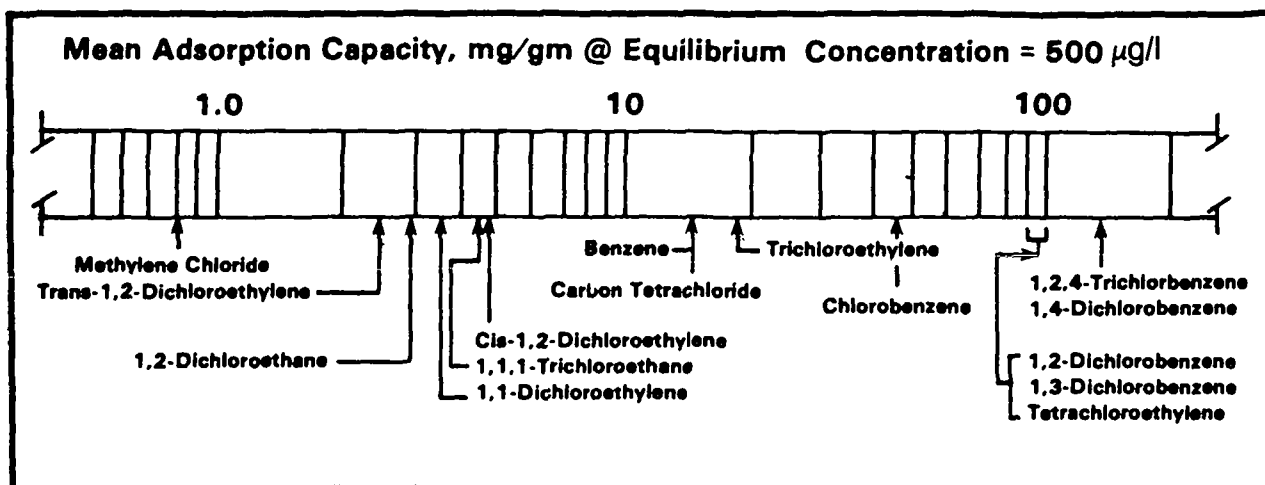 Mean Adsorption Capacity, mg/gm @ Equilibrium Concentration = 500 µg/l
1.0 10 100
Methylene Chloride
Trans-1,2-Dichloroethylene
1,2-Dichloroethane
Cis-1,2-Dichloroethylene
1,1,1-Trichloroethane
1,1-Dichloroethylene
Benzene
Carbon Tetrachloride
Trichloroethylene
Chlorobenzene
1,2,4-Trichlorbenzene
1,4-Dichlorobenzene
1,2-Dichlorobenzene
1,3-Dichlorobenzene
Tetrachloroethylene